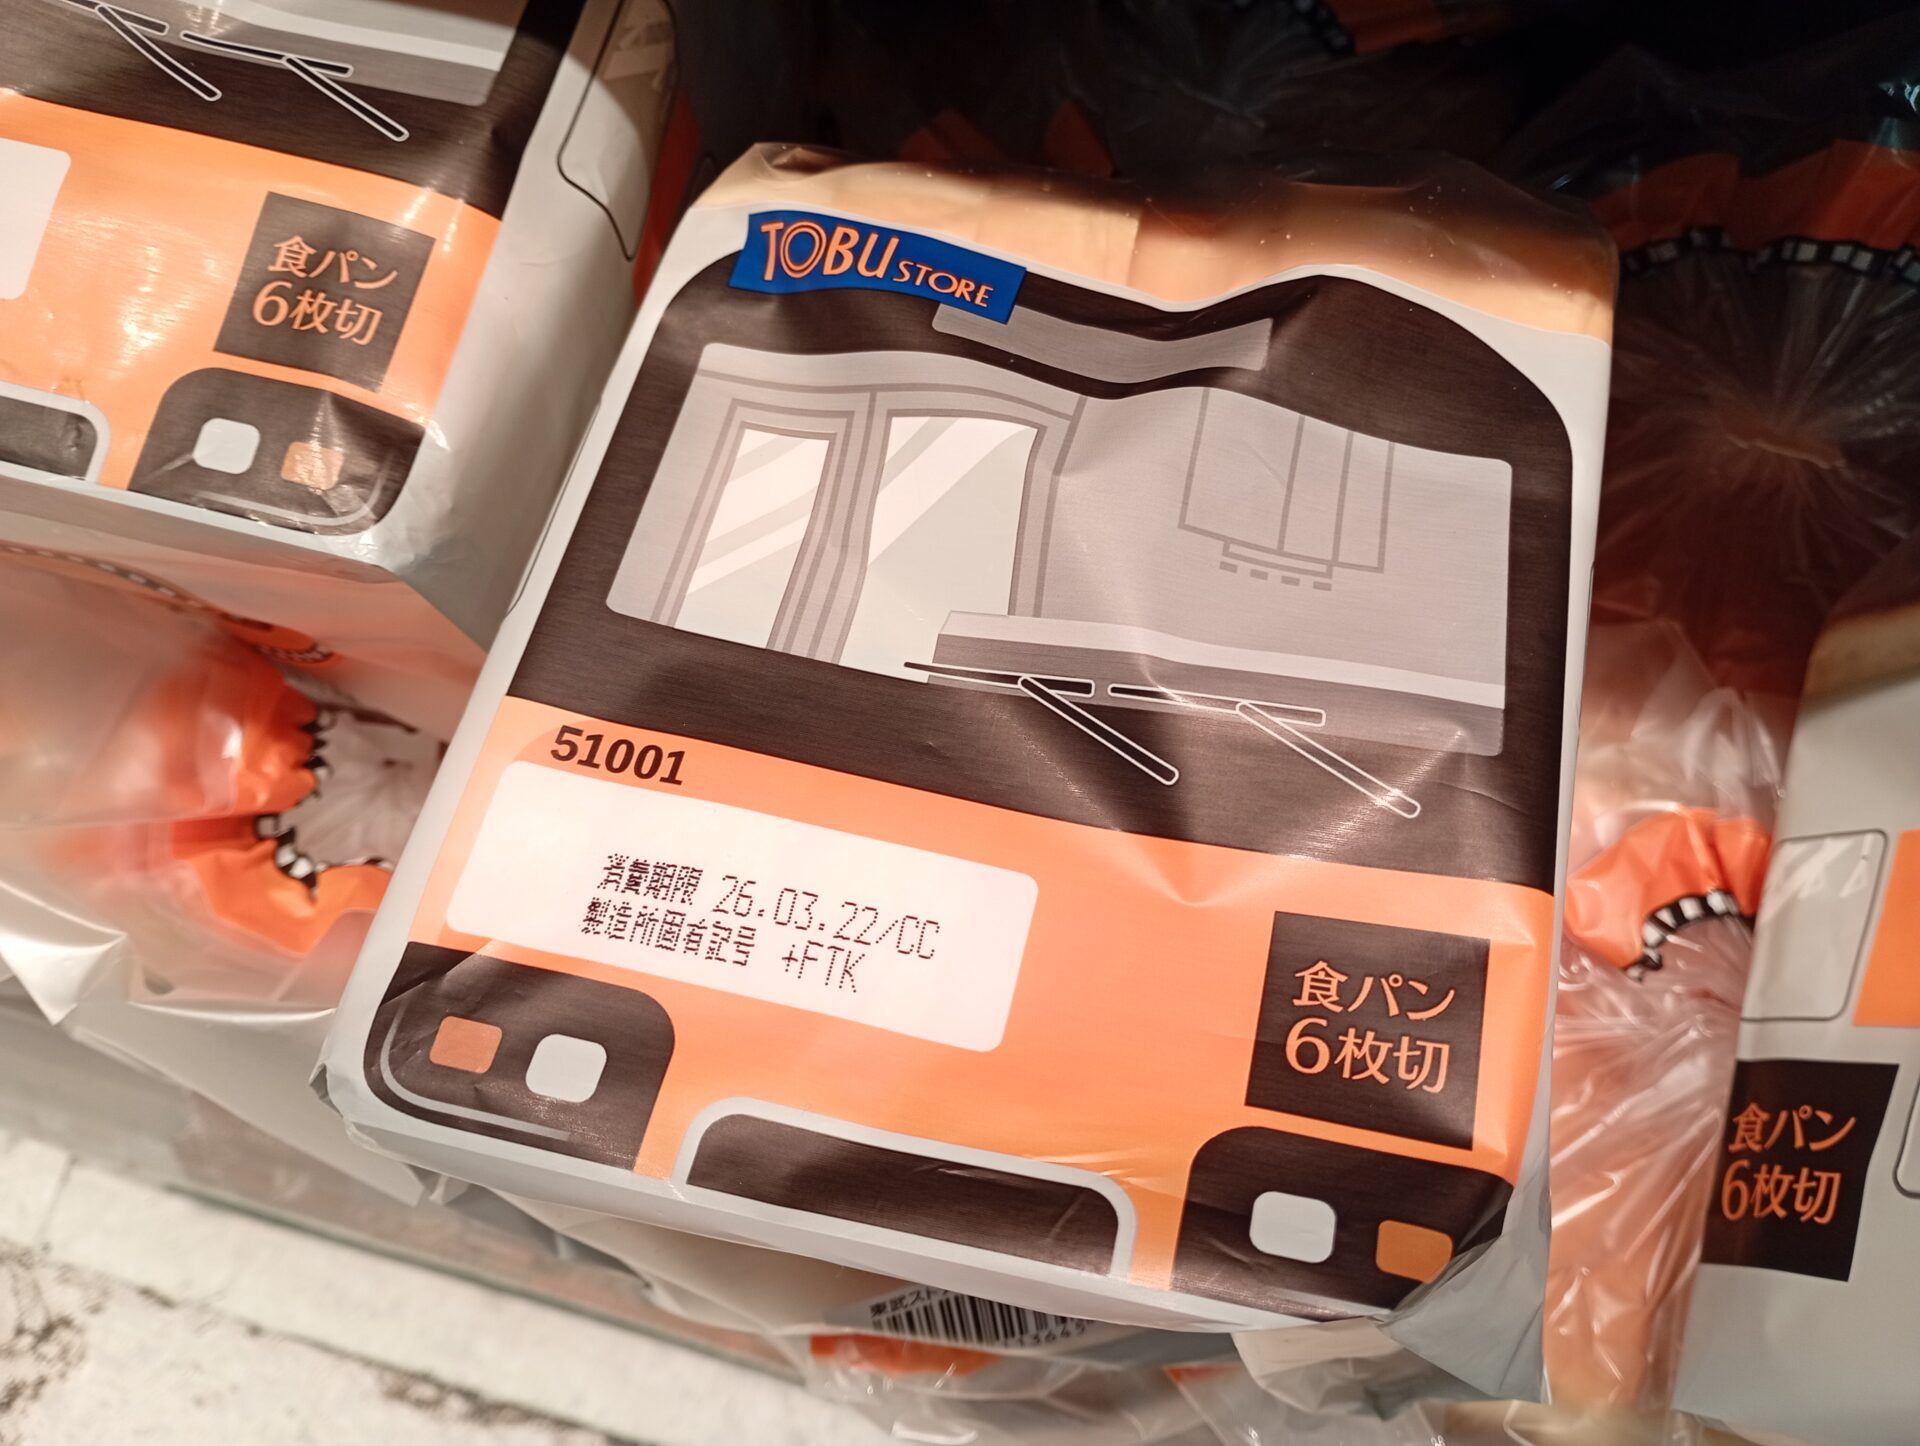 食パン
6枚切
TOBU STORE
51001
消費期限 26.03.22/CC
製造所固有記号 +FTK
食パン
6枚切
食パン
6枚切